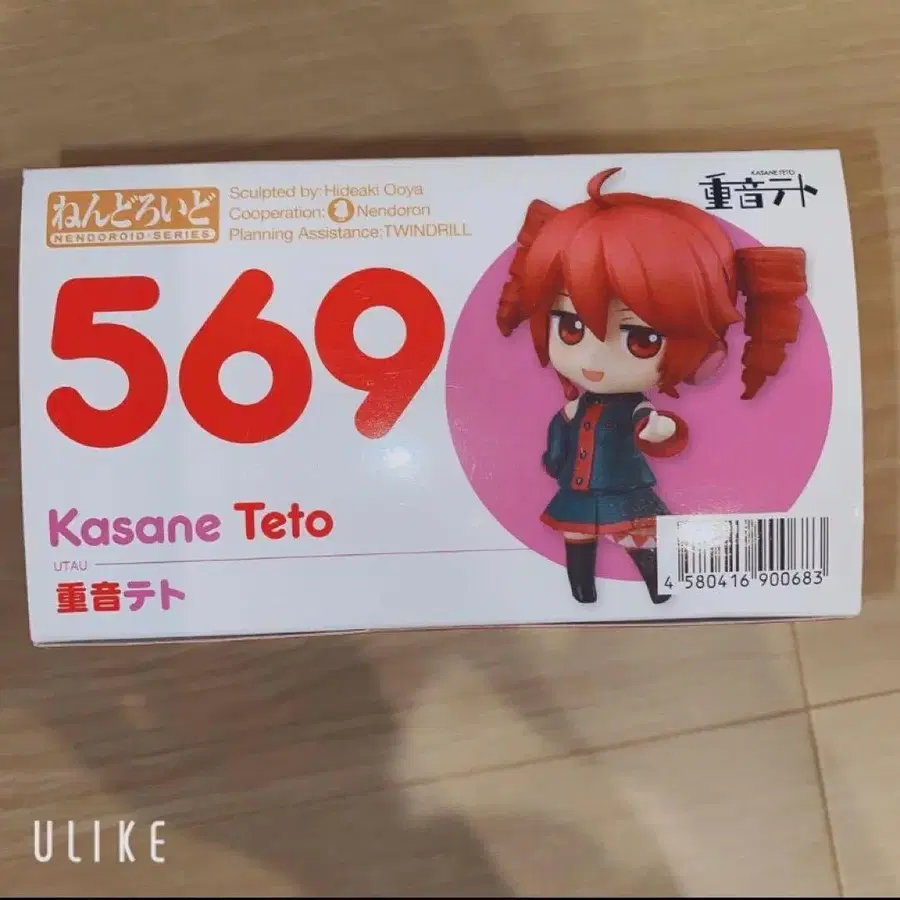 ねんどろいど
NENDOROID·SERIES
Sculpted by: Hideaki Ooya
Cooperation: Nendoron
Planning Assistance:TWINDRILL
KASANE TETO
重音テト
569
Kasane Teto
UTAU
重音テト
4 580416 900683
ULIKE